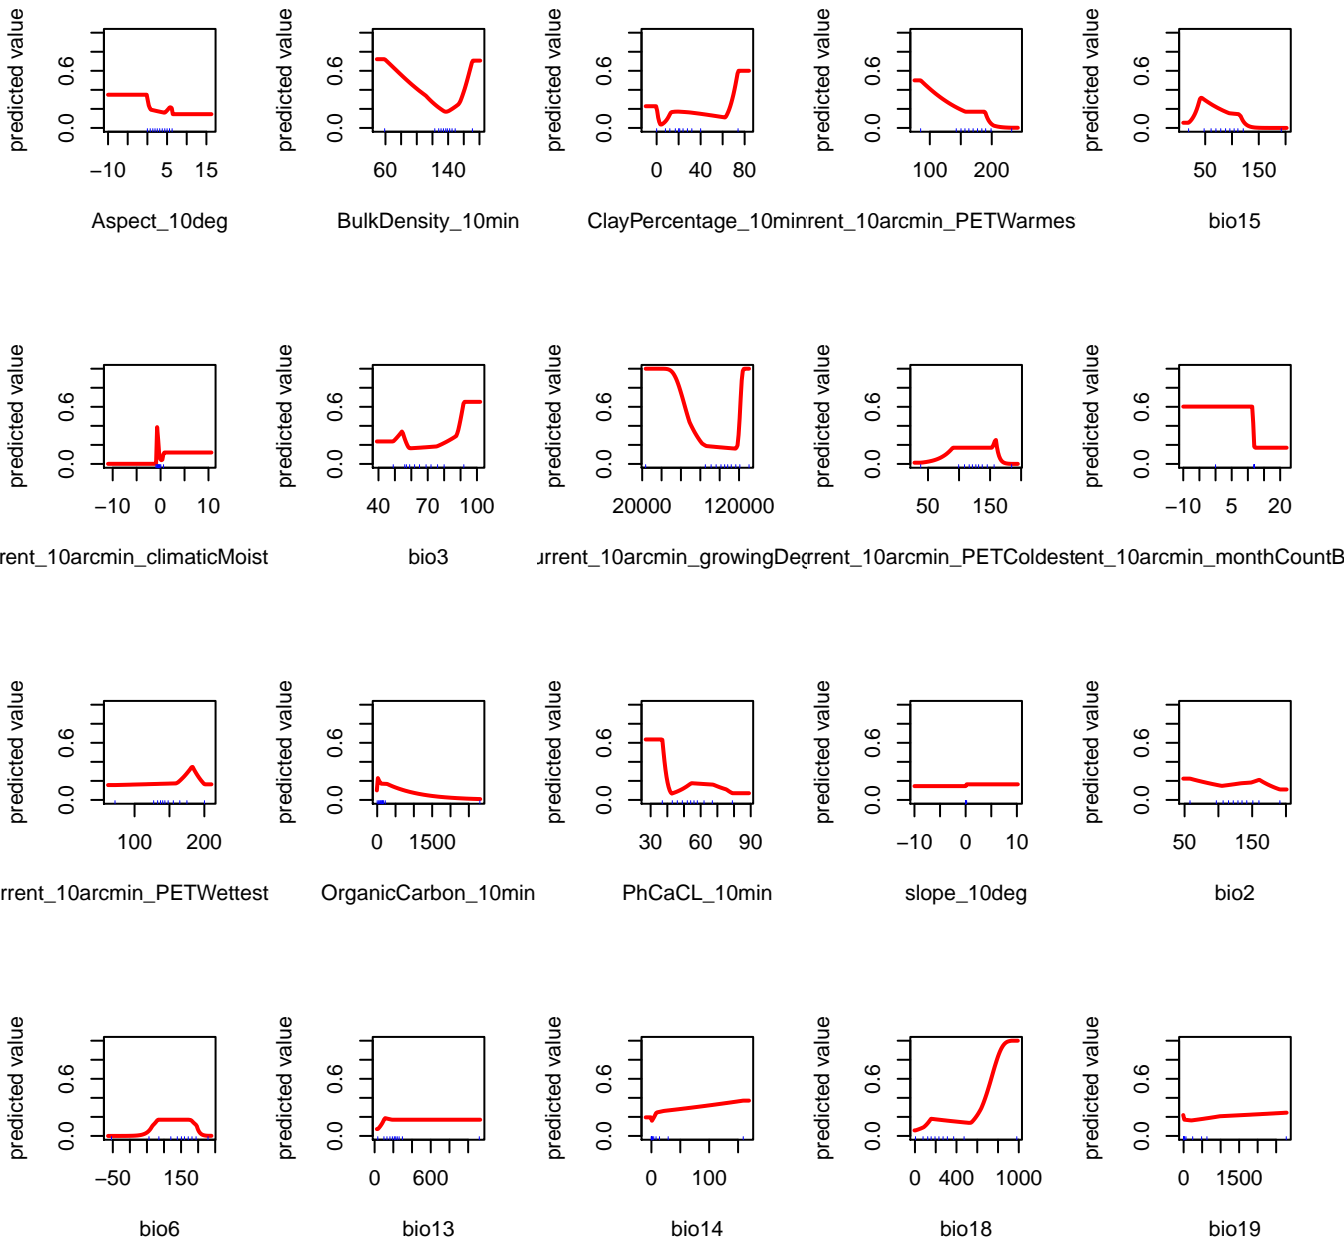 predicted value predicted value predicted value predicted value predicted value
0.6 0.6 0.6 0.6 0.6
0.0 0.0 0.0 0.0 0.0
−10 5 15 60 140 0 40 80 100 200 50 150
Aspect_10deg BulkDensity_10min ClayPercentage_10min rent_10arcmin_PETWarmes bio15
predicted value predicted value predicted value predicted value predicted value
0.6 0.6 0.6 0.6 0.6
0.0 0.0 0.0 0.0 0.0
−10 0 10 40 70 100 20000 120000 50 150 −10 5 20
rent_10arcmin_climaticMoist bio3 urrent_10arcmin_growingDeg rrent_10arcmin_PETColdest ent_10arcmin_monthCountB
predicted value predicted value predicted value predicted value predicted value
0.6 0.6 0.6 0.6 0.6
0.0 0.0 0.0 0.0 0.0
100 200 0 1500 30 60 90 −10 0 10 50 150
rrent_10arcmin_PETWettest OrganicCarbon_10min PhCaCL_10min slope_10deg bio2
predicted value predicted value predicted value predicted value predicted value
0.6 0.6 0.6 0.6 0.6
0.0 0.0 0.0 0.0 0.0
−50 150 0 600 0 100 0 400 1000 0 1500
bio6 bio13 bio14 bio18 bio19